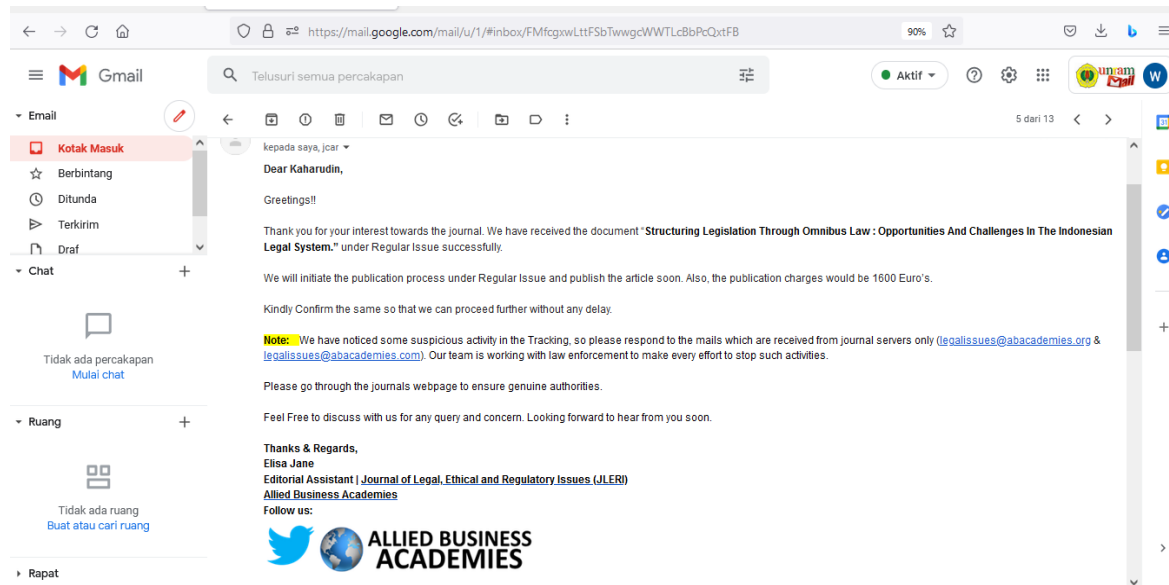 https://mail.google.com/mail/u/1/#inbox/FMfcgxwLttFSbTwwgcWWTLcBbPcQxtFB
90%
Gmail
Telusuri semua percakapan
Aktif
W
Email
5 dari 13
Kotak Masuk
Berbintang
Ditunda
Terkirim
Draf
Chat
Tidak ada percakapan
Mulai chat
Ruang
Tidak ada ruang
Buat atau cari ruang
Rapat
kepada saya, jcar
Dear Kaharudin,
Greetings!!
Thank you for your interest towards the journal. We have received the document “Structuring Legislation Through Omnibus Law : Opportunities And Challenges In The Indonesian
Legal System.” under Regular Issue successfully.
We will initiate the publication process under Regular Issue and publish the article soon. Also, the publication charges would be 1600 Euro's.
Kindly Confirm the same so that we can proceed further without any delay.
Note: We have noticed some suspicious activity in the Tracking, so please respond to the mails which are received from journal servers only (legalissues@abacademies.org &
legalissues@abacademies.com). Our team is working with law enforcement to make every effort to stop such activities.
Please go through the journals webpage to ensure genuine authorities.
Feel Free to discuss with us for any query and concern. Looking forward to hear from you soon.
Thanks & Regards,
Elisa Jane
Editorial Assistant | Journal of Legal, Ethical and Regulatory Issues (JLERI)
Allied Business Academies
Follow us:
ALLIED BUSINESS
ACADEMIES